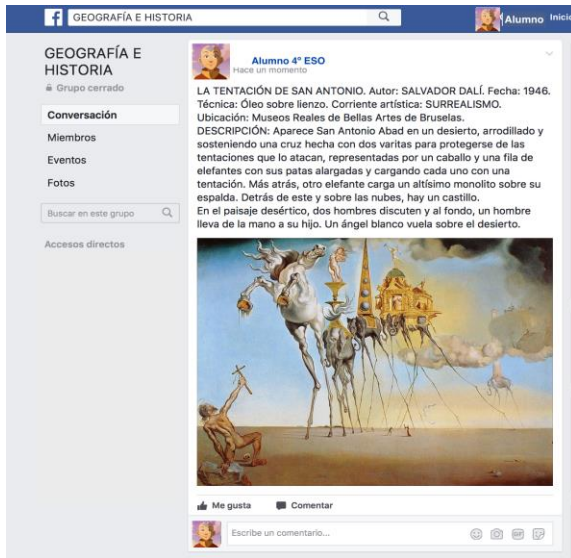 GEOGRAFÍA E HISTORIA
Alumno Inicio
GEOGRAFÍA E
HISTORIA
Grupo cerrado
Conversación
Miembros
Eventos
Fotos
Buscar en este grupo
Accesos directos
Alumno 4º ESO
Hace un momento
LA TENTACIÓN DE SAN ANTONIO. Autor: SALVADOR DALÍ. Fecha: 1946.
Técnica: Óleo sobre lienzo. Corriente artística: SURREALISMO.
Ubicación: Museos Reales de Bellas Artes de Bruselas.
DESCRIPCIÓN: Aparece San Antonio Abad en un desierto, arrodillado y
sosteniendo una cruz hecha con dos varitas para protegerse de las
tentaciones que lo atacan, representadas por un caballo y una fila de
elefantes con sus patas alargadas y cargando cada uno con una
tentación. Más atrás, otro elefante carga un altísimo monolito sobre su
espalda. Detrás de este y sobre las nubes, hay un castillo.
En el paisaje desértico, dos hombres discuten y al fondo, un hombre
lleva de la mano a su hijo. Un ángel blanco vuela sobre el desierto.
Me gusta Comentar
Escribe un comentario...
GIF